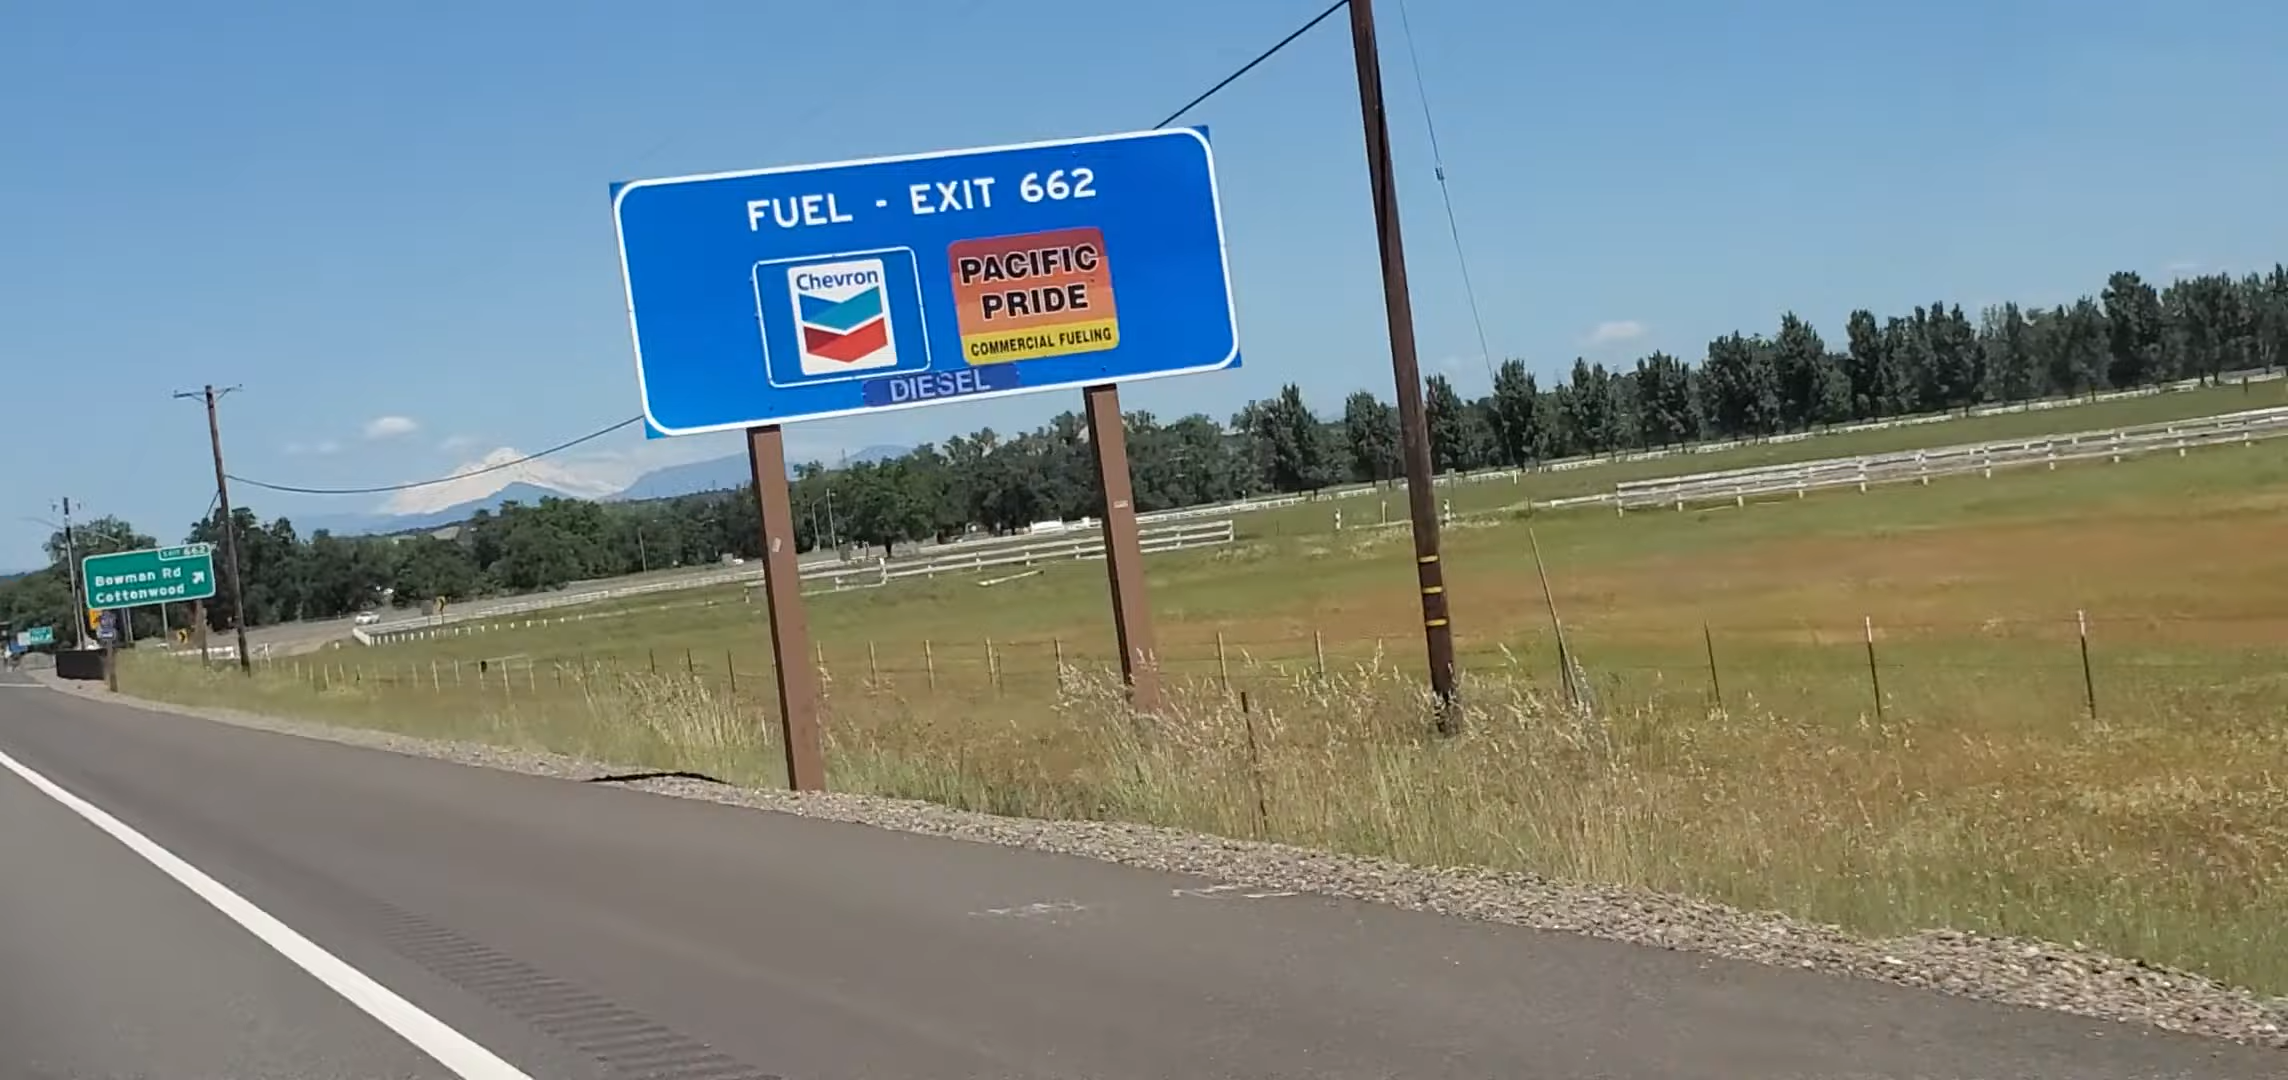 FUEL - EXIT 662
Chevron
PACIFIC
PRIDE
COMMERCIAL FUELING
DIESEL
EXIT 662
Bowman Rd
Cottonwood